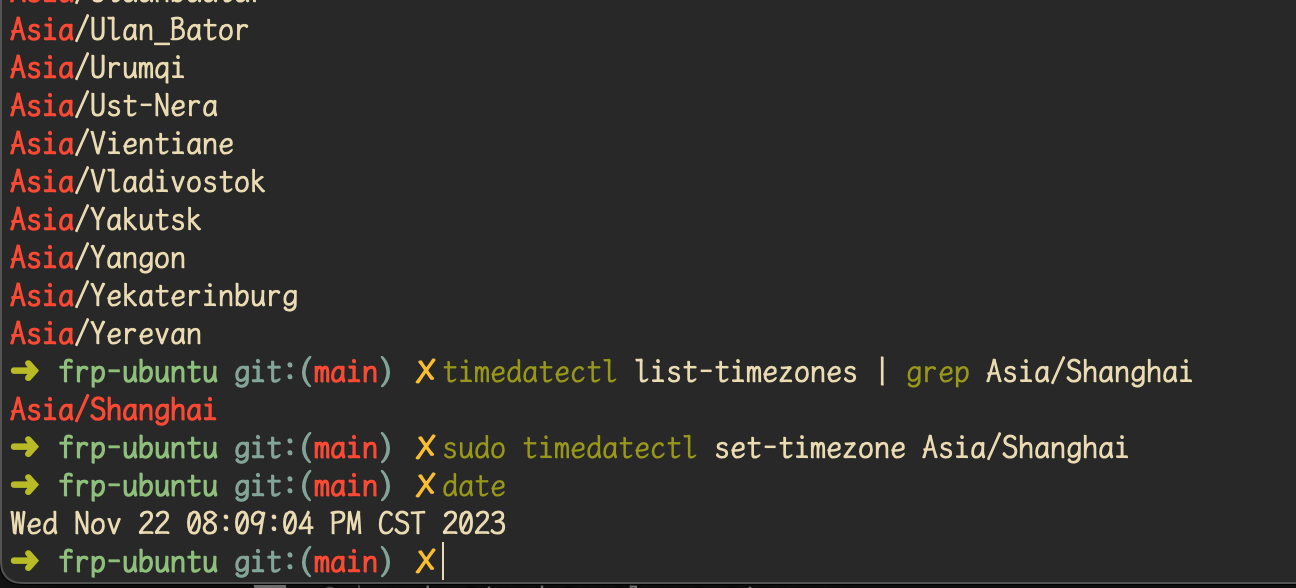 Asia/Ulan_Bator
Asia/Urumqi
Asia/Ust-Nera
Asia/Vientiane
Asia/Vladivostok
Asia/Yakutsk
Asia/Yangon
Asia/Yekaterinburg
Asia/Yerevan
➜ frp-ubuntu git:(main) ✗ timedatectl list-timezones | grep Asia/Shanghai
Asia/Shanghai
➜ frp-ubuntu git:(main) ✗ sudo timedatectl set-timezone Asia/Shanghai
➜ frp-ubuntu git:(main) ✗ date
Wed Nov 22 08:09:04 PM CST 2023
➜ frp-ubuntu git:(main) ✗